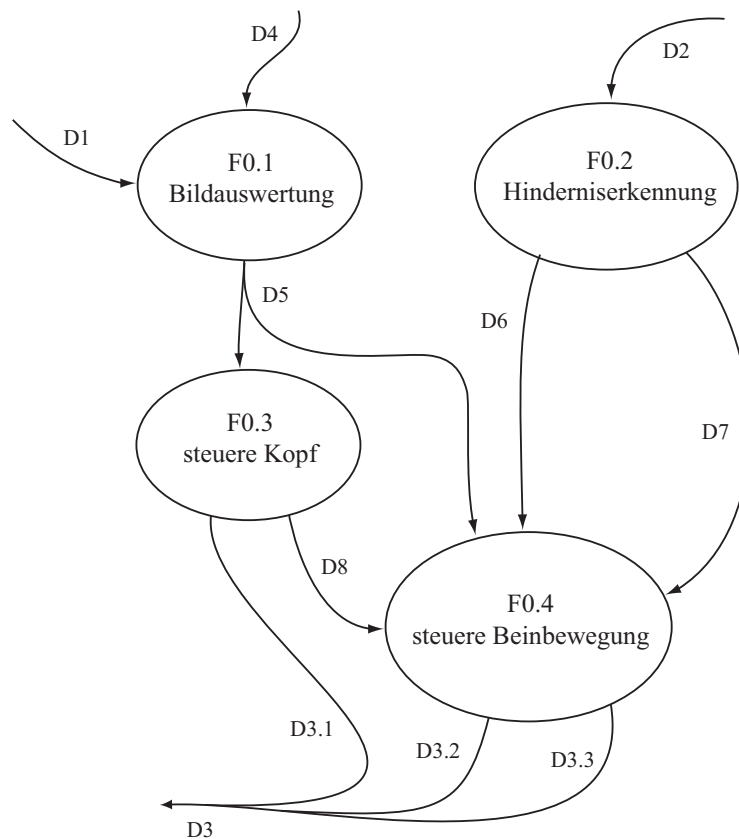 D4
D2
D1
F0.1
Bildauswertung
F0.2
Hinderniserkennung
D5
D6
D7
F0.3
steuere Kopf
D8
F0.4
steuere Beinbewegung
D3.1
D3.2
D3.3
D3